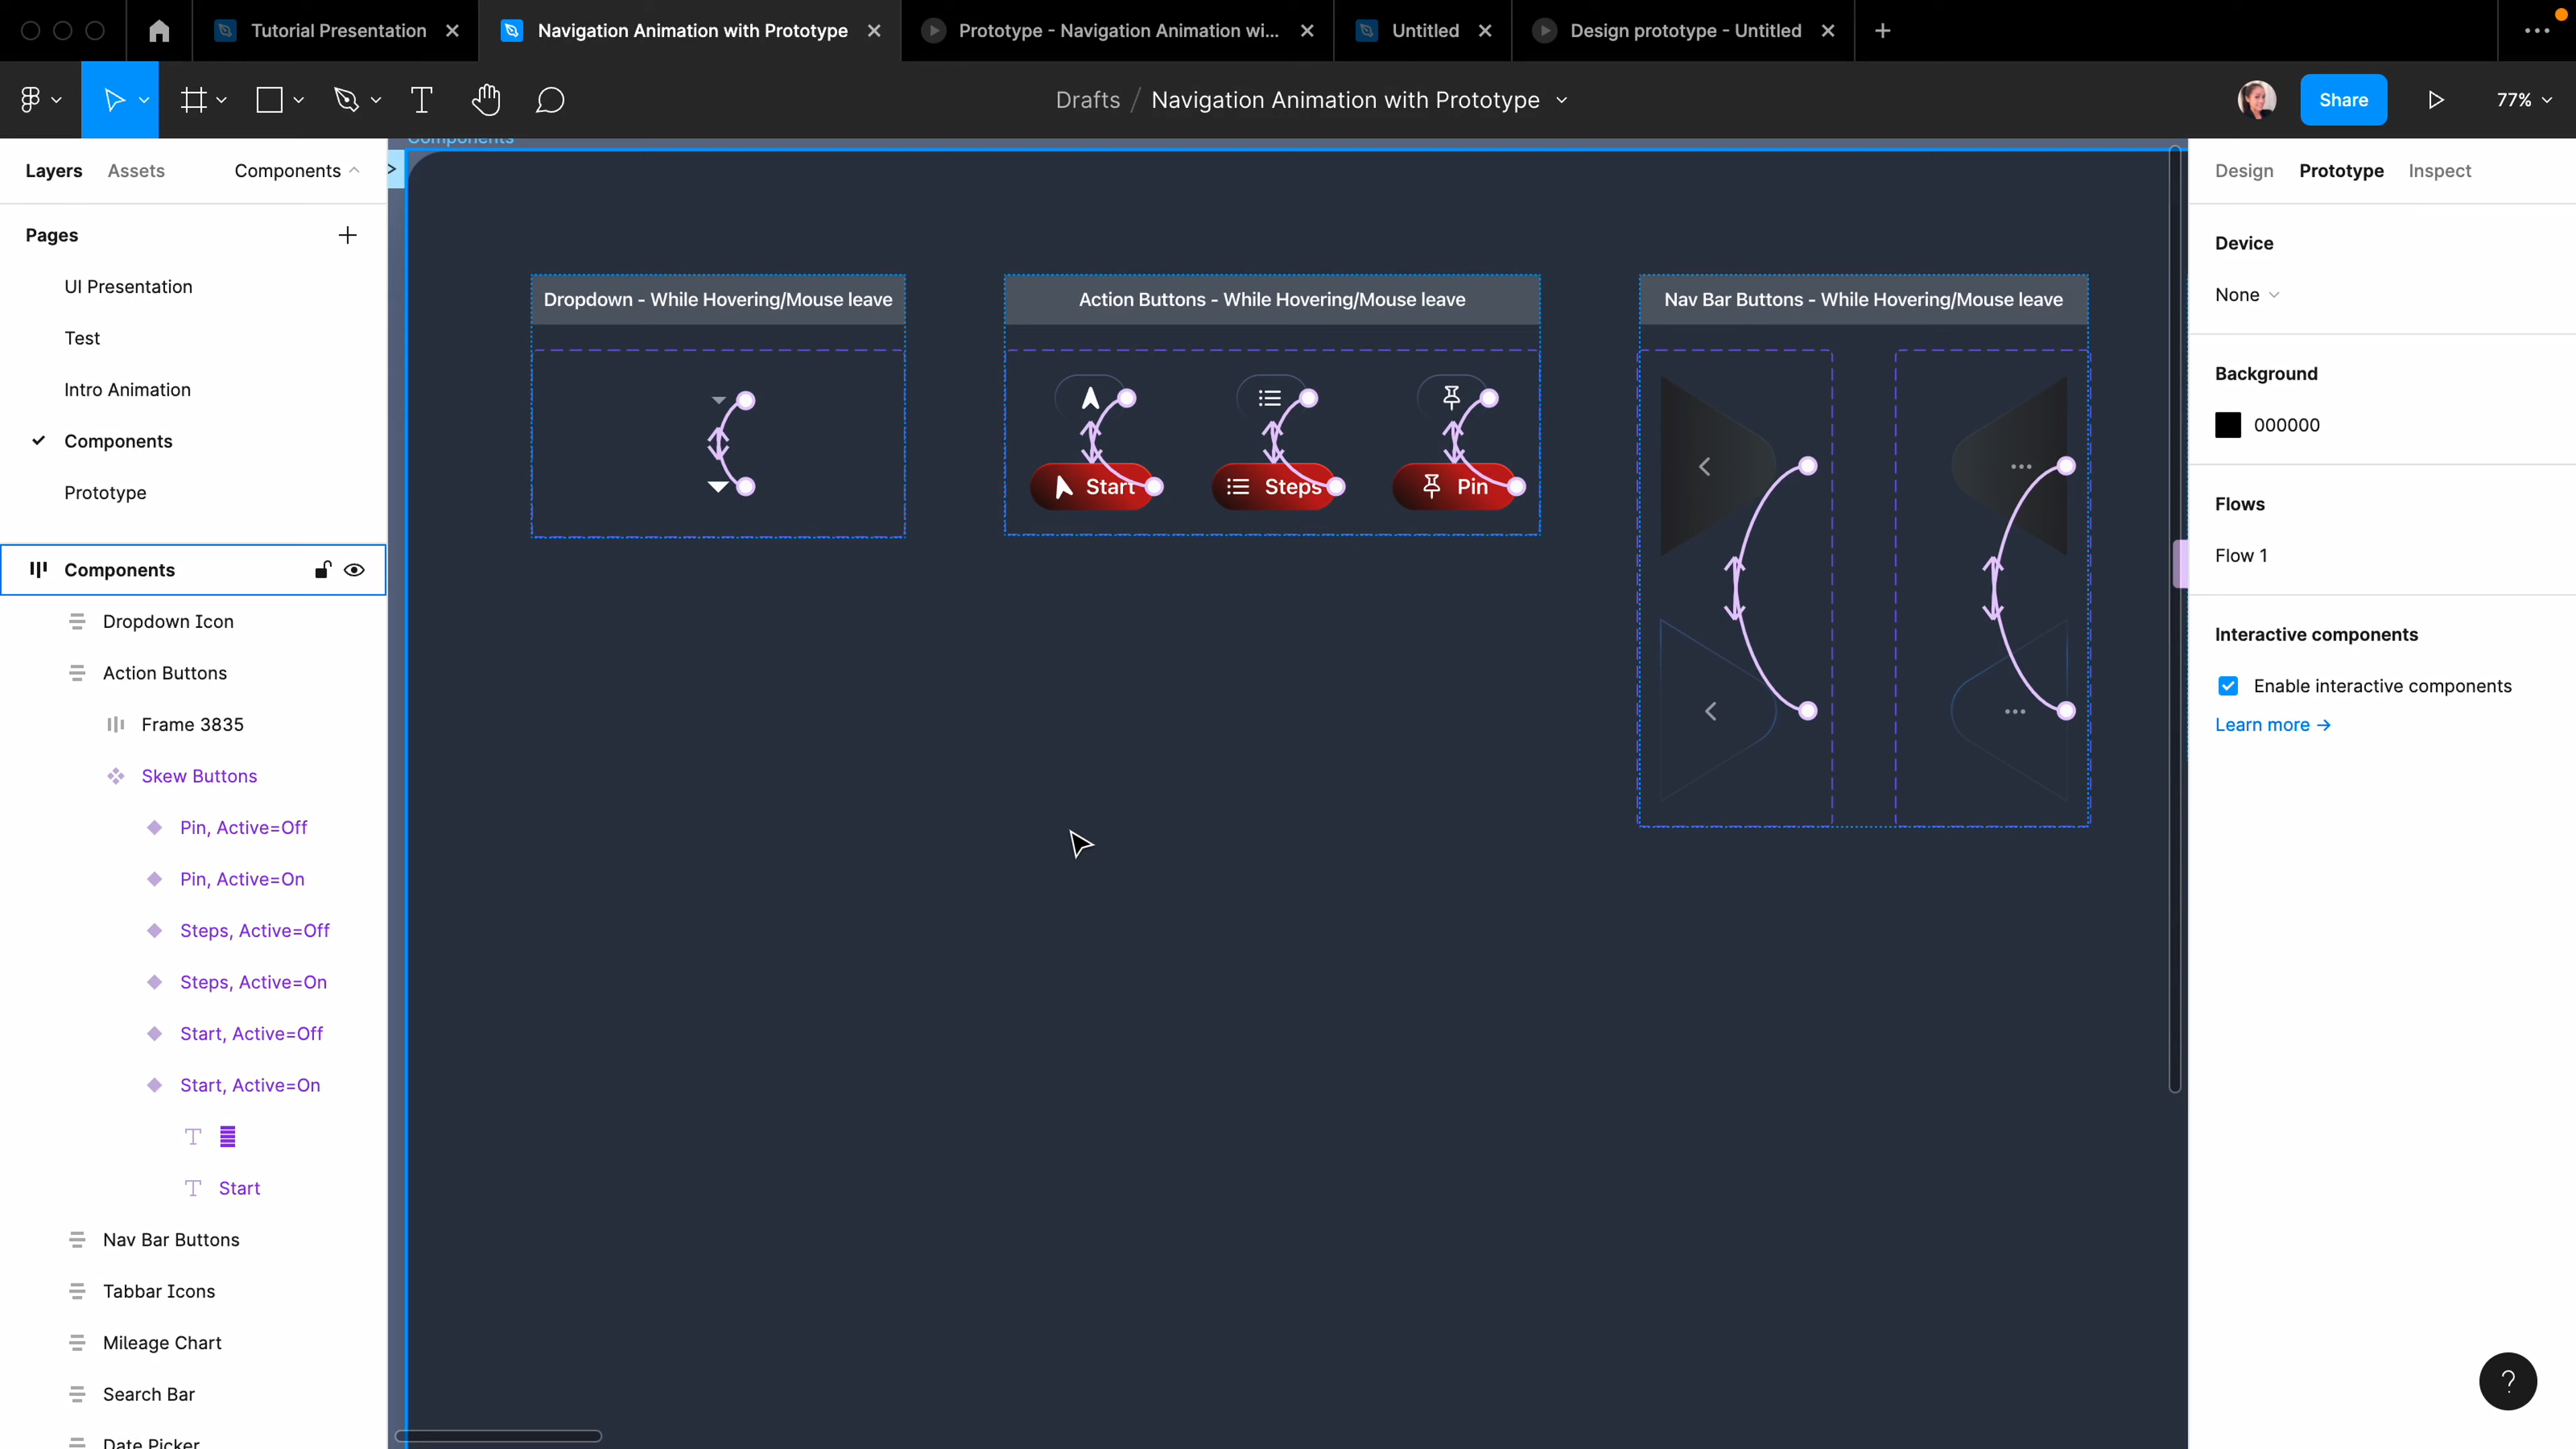 Tutorial Presentation
Navigation Animation with Prototype
Prototype - Navigation Animation wi...
Untitled
Design prototype - Untitled
Drafts / Navigation Animation with Prototype
Share
77%
Layers
Assets
Components
Components
Design
Prototype
Inspect
Pages
UI Presentation
Test
Intro Animation
Components
Prototype
Components
Dropdown Icon
Action Buttons
Frame 3835
Skew Buttons
Pin, Active=Off
Pin, Active=On
Steps, Active=Off
Steps, Active=On
Start, Active=Off
Start, Active=On
Start
Nav Bar Buttons
Tabbar Icons
Mileage Chart
Search Bar
Date Picker
Dropdown - While Hovering/Mouse leave
Action Buttons - While Hovering/Mouse leave
Start
Steps
Pin
Nav Bar Buttons - While Hovering/Mouse leave
Device
None
Background
000000
Flows
Flow 1
Interactive components
Enable interactive components
Learn more →
?